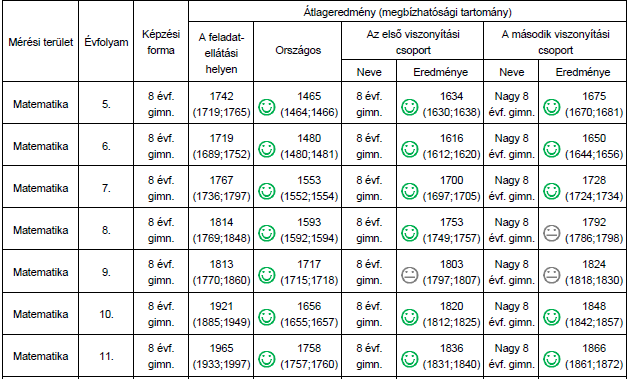 Mérési terület
Évfolyam
Képzési
forma
Átlageredmény (megbízhatósági tartomány)
A feladat-
ellátási
helyen
Országos
Az első viszonyítási
csoport
A második viszonyítási
csoport
Neve
Eredménye
Neve
Eredménye
Matematika
5.
8 évf.
gimn.
1742
(1719;1765)
1465
(1464;1466)
8 évf.
gimn.
1634
(1630;1638)
Nagy 8
évf. gimn.
1675
(1670;1681)
Matematika
6.
8 évf.
gimn.
1719
(1689;1752)
1480
(1480;1481)
8 évf.
gimn.
1616
(1612;1620)
Nagy 8
évf. gimn.
1650
(1644;1656)
Matematika
7.
8 évf.
gimn.
1767
(1736;1797)
1553
(1552;1554)
8 évf.
gimn.
1700
(1697;1705)
Nagy 8
évf. gimn.
1728
(1724;1734)
Matematika
8.
8 évf.
gimn.
1814
(1769;1848)
1593
(1592;1594)
8 évf.
gimn.
1753
(1749;1757)
Nagy 8
évf. gimn.
1792
(1786;1798)
Matematika
9.
8 évf.
gimn.
1813
(1770;1860)
1717
(1715;1718)
8 évf.
gimn.
1803
(1797;1807)
Nagy 8
évf. gimn.
1824
(1818;1830)
Matematika
10.
8 évf.
gimn.
1921
(1885;1949)
1656
(1655;1657)
8 évf.
gimn.
1820
(1812;1825)
Nagy 8
évf. gimn.
1848
(1842;1857)
Matematika
11.
8 évf.
gimn.
1965
(1933;1997)
1758
(1757;1760)
8 évf.
gimn.
1836
(1831;1840)
Nagy 8
évf. gimn.
1866
(1861;1872)